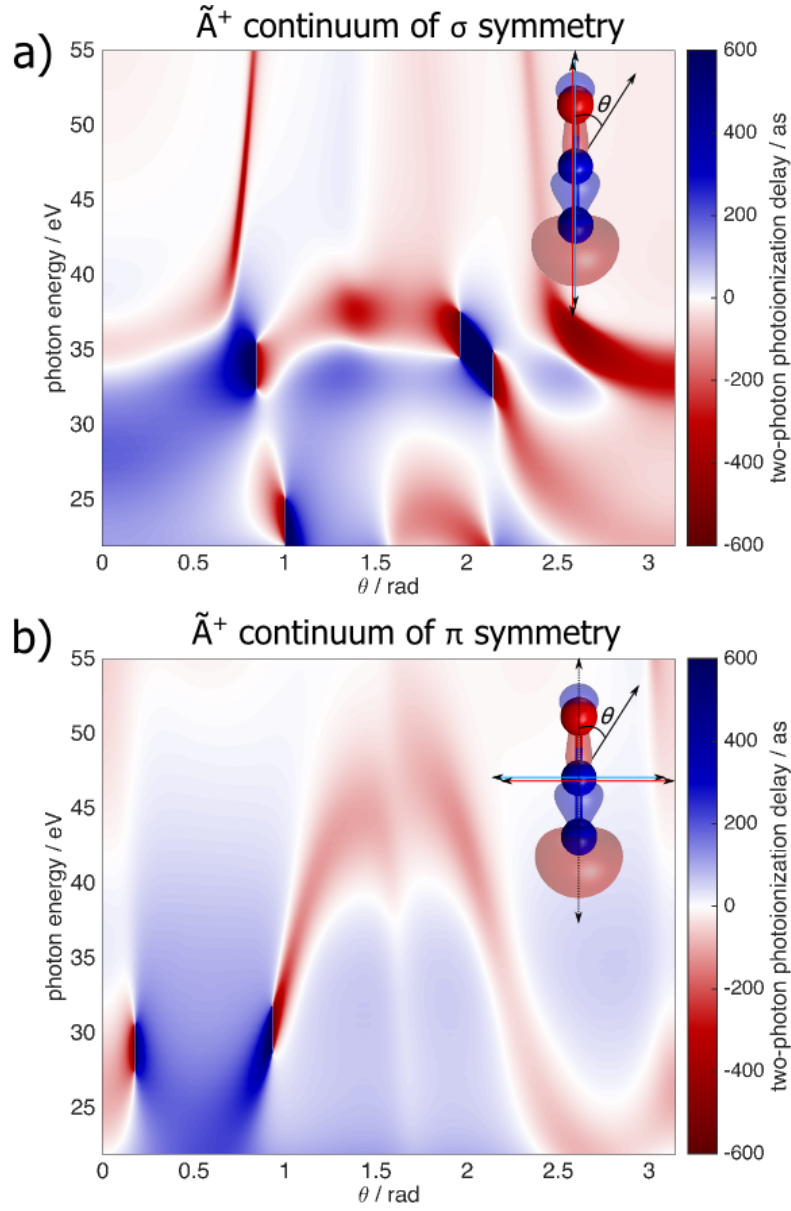 Ã⁺ continuum of σ symmetry
a)
photon energy / eV
55
50
45
40
35
30
25
0 0.5 1 1.5 2 2.5 3
θ / rad
θ
600
400
200
0
-200
-400
-600
two-photon photoionization delay / as
Ã⁺ continuum of π symmetry
b)
photon energy / eV
55
50
45
40
35
30
25
0 0.5 1 1.5 2 2.5 3
θ / rad
θ
600
400
200
0
-200
-400
-600
two-photon photoionization delay / as